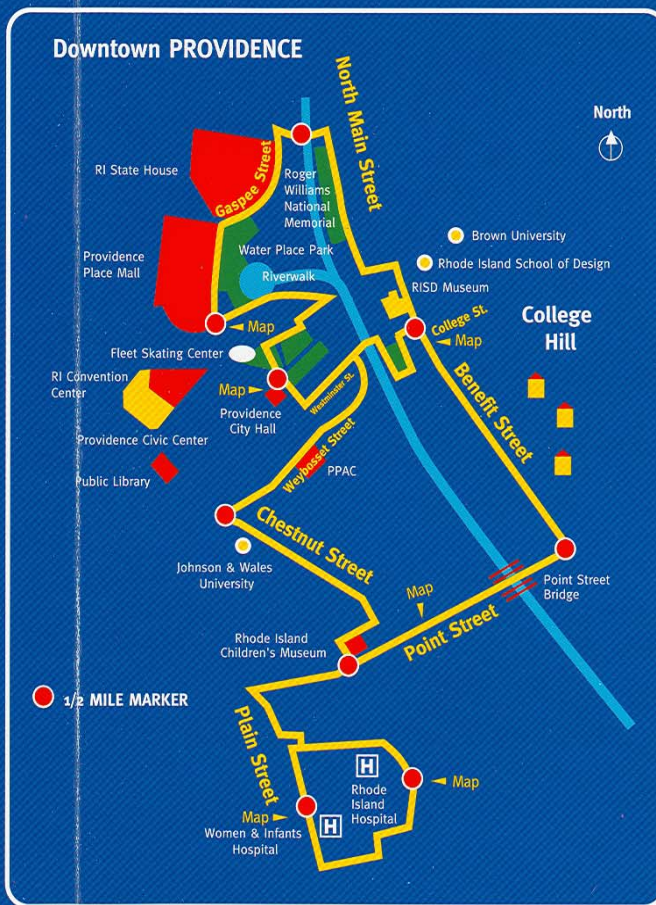 Downtown PROVIDENCE
North Main Street
North
RI State House
Gaspee Street
Roger
Williams
National
Memorial
Brown University
Water Place Park
Providence
Place Mall
Rhode Island School of Design
Riverwalk
RISD Museum
College St.
College
Hill
Map
Map
Fleet Skating Center
RI Convention
Center
Map
Westminster St.
Providence
City Hall
Benefit Street
Providence Civic Center
Weybosset Street
PPAC
Public Library
Chestnut Street
Johnson & Wales
University
Point Street
Bridge
Map
Point Street
Rhode Island
Children's Museum
1/2 MILE MARKER
Plain Street
H
Rhode
Island
Hospital
Map
Map
H
Women & Infants
Hospital